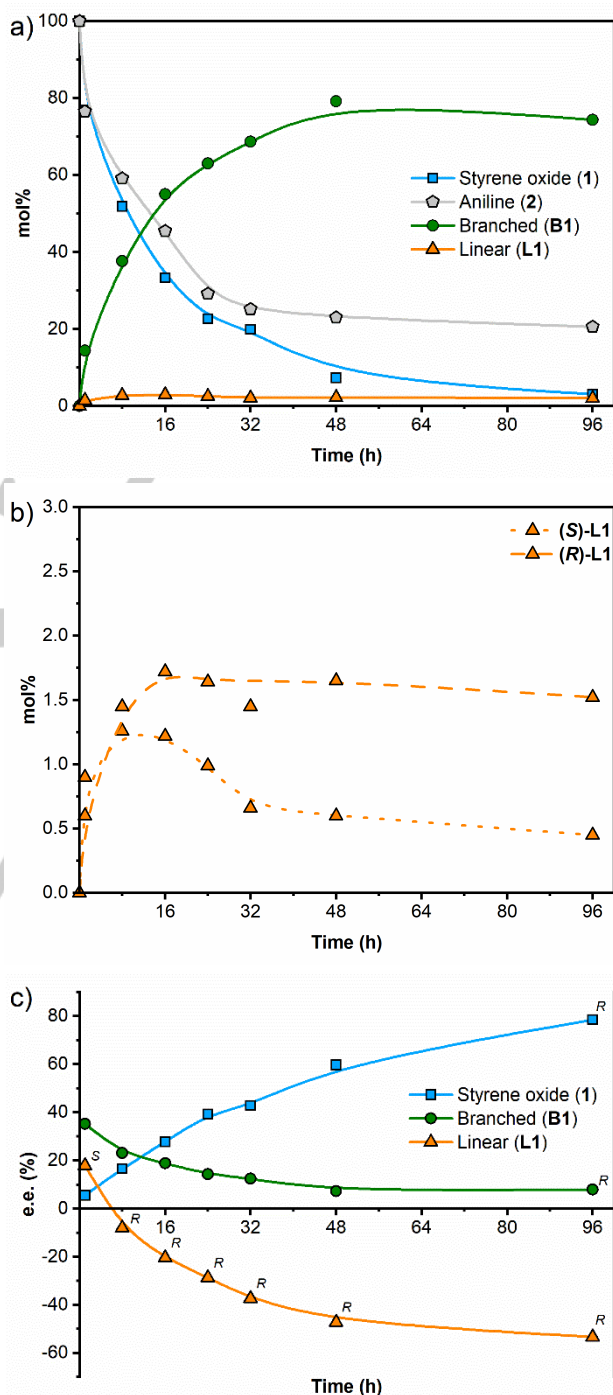 a)
100
80
60
40
20
0
mol%
Styrene oxide (1)
Aniline (2)
Branched (B1)
Linear (L1)
0 16 32 48 64 80 96
Time (h)
b)
3.0
2.5
2.0
1.5
1.0
0.5
0.0
mol%
(S)-L1
(R)-L1
0 16 32 48 64 80 96
Time (h)
c)
80
60
40
20
0
-20
-40
-60
e.e. (%)
Styrene oxide (1)
Branched (B1)
Linear (L1)
R
S
R
R
R
R
R
R
R
16 32 48 64 80 96
Time (h)